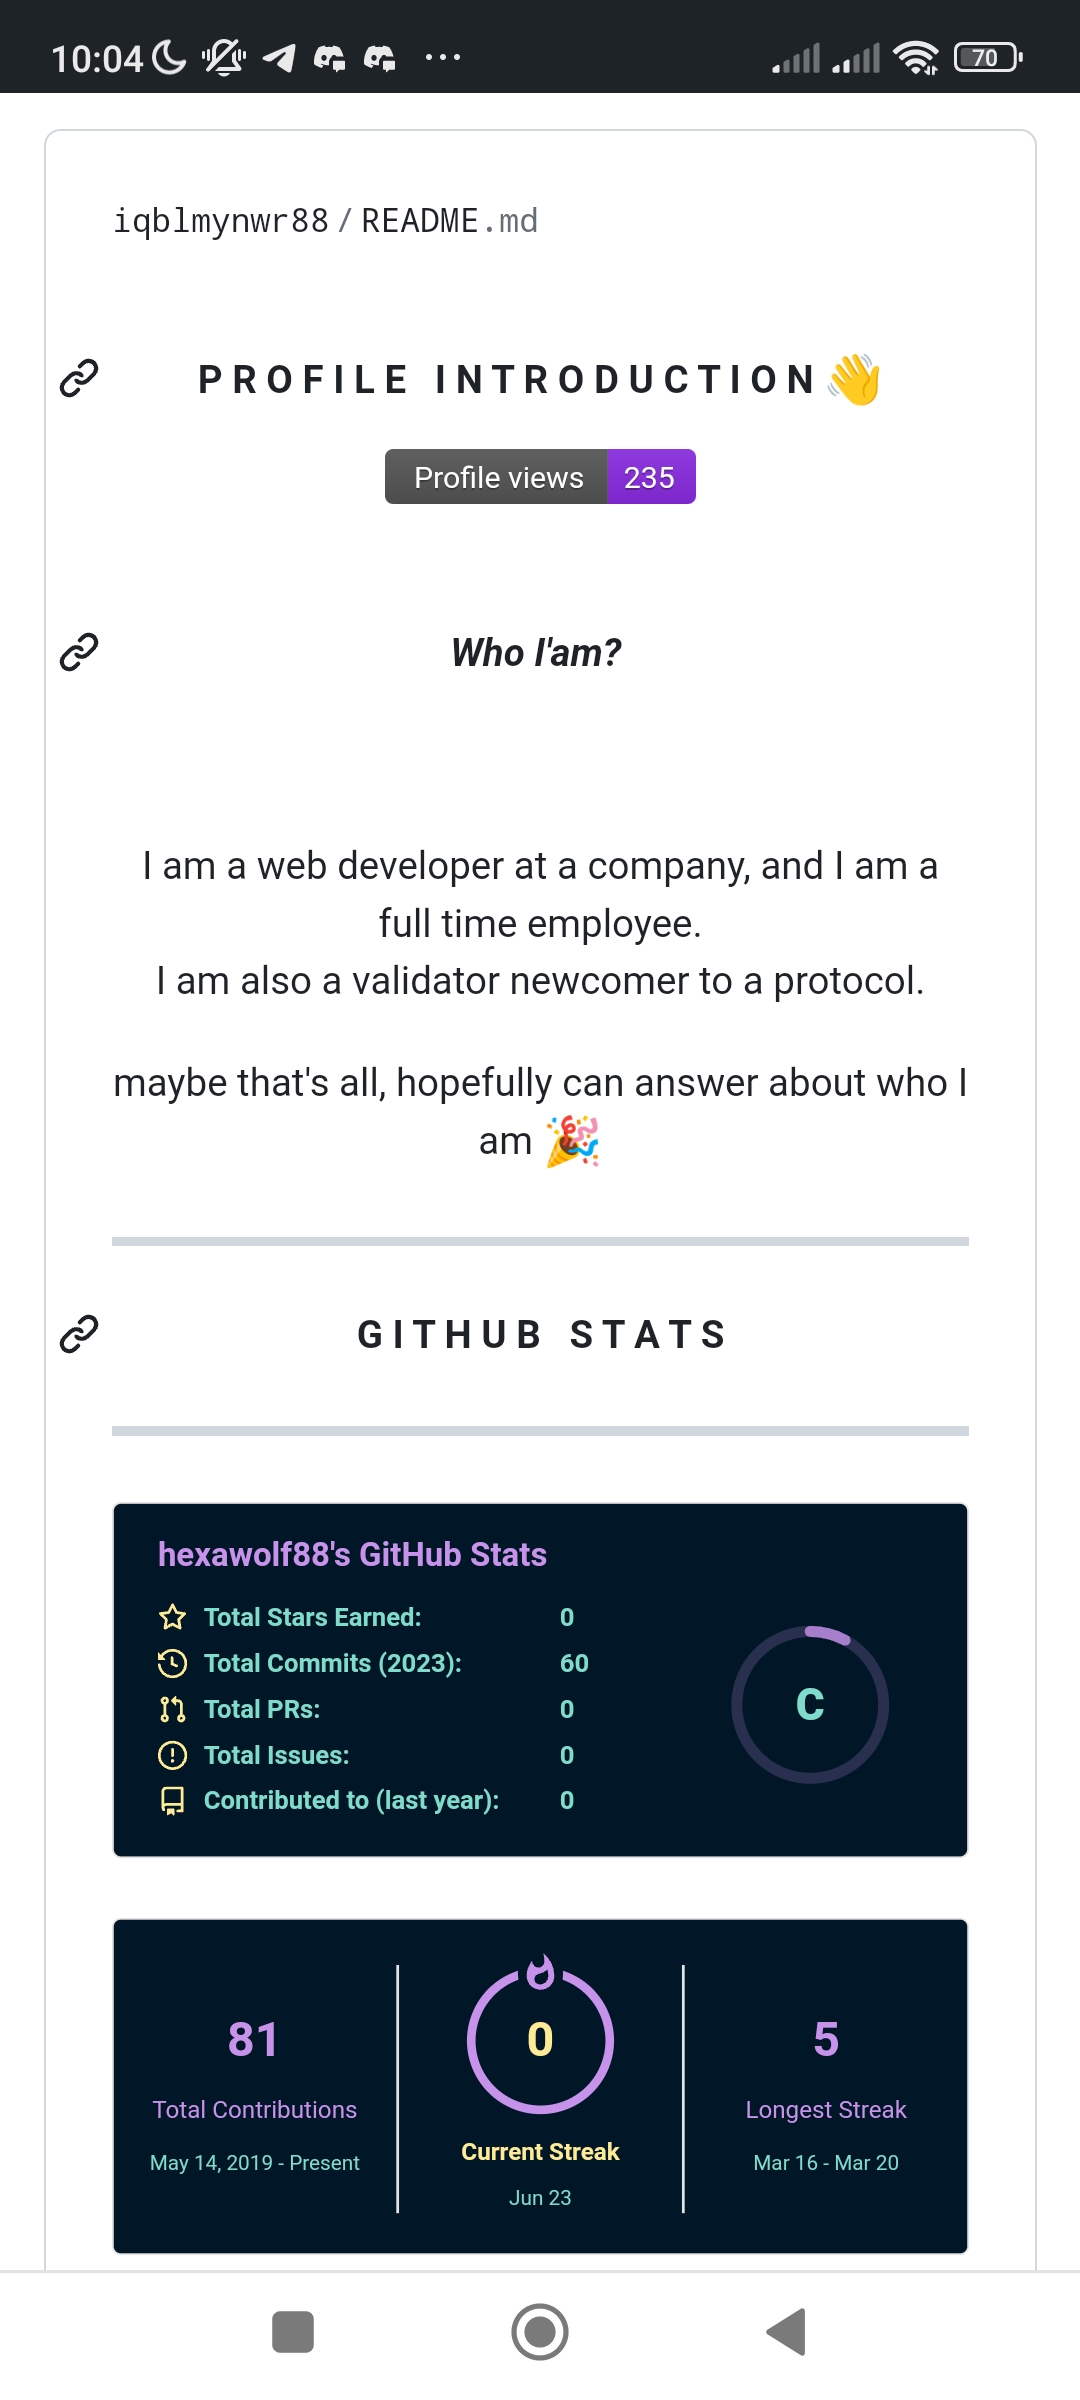 10:04
70
iqblmynwr88 / README.md
PROFILE INTRODUCTION👋
Profile views 235
Who I'am?
I am a web developer at a company, and I am a
full time employee.
I am also a validator newcomer to a protocol.
maybe that's all, hopefully can answer about who I
am 🎉
GITHUB STATS
hexawolf88's GitHub Stats
Total Stars Earned: 0
Total Commits (2023): 60
Total PRs: 0
Total Issues: 0
Contributed to (last year): 0
C
81
Total Contributions
May 14, 2019 - Present
0
Current Streak
Jun 23
5
Longest Streak
Mar 16 - Mar 20